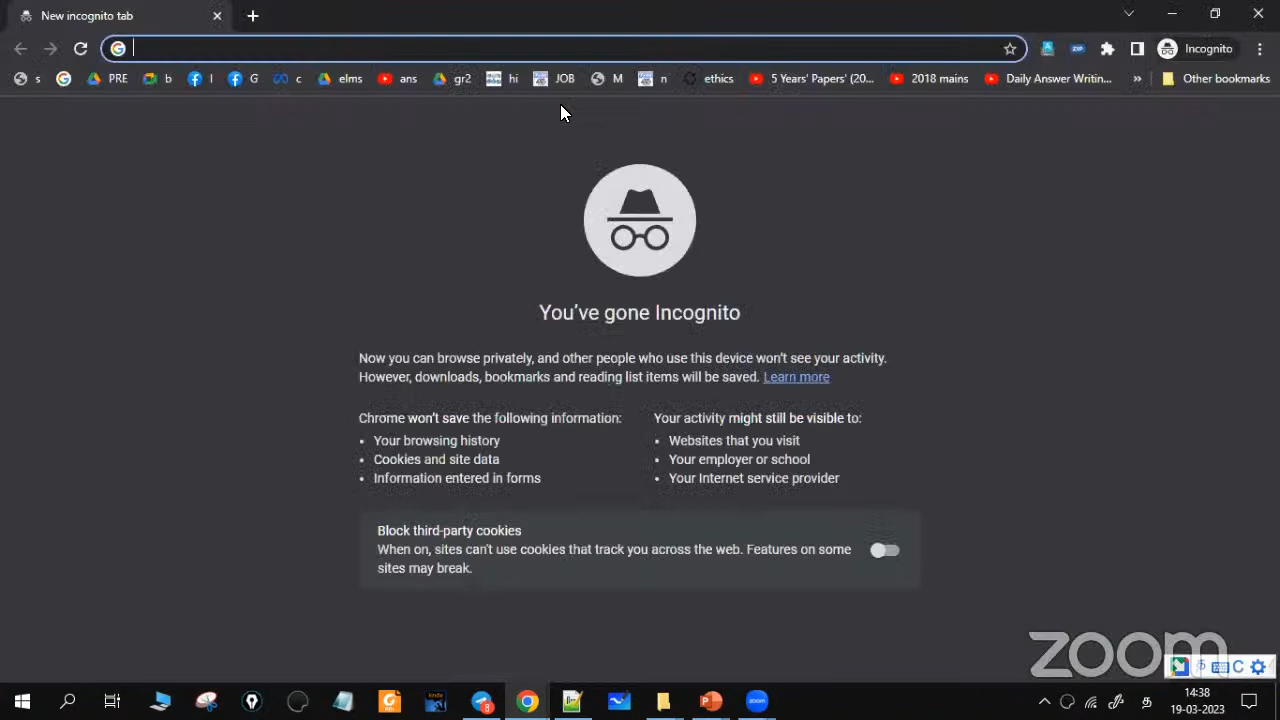 New incognito tab
Incognito
s
PRE
b
l
G
c
elms
ans
gr2
hi
JOB
M
n
ethics
5 Years' Papers' (20...
2018 mains
Daily Answer Writin...
»
Other bookmarks
You've gone Incognito
Now you can browse privately, and other people who use this device won't see your activity.
However, downloads, bookmarks and reading list items will be saved. Learn more
Chrome won't save the following information:
• Your browsing history
• Cookies and site data
• Information entered in forms
Your activity might still be visible to:
• Websites that you visit
• Your employer or school
• Your Internet service provider
Block third-party cookies
When on, sites can't use cookies that track you across the web. Features on some
sites may break.
zoom
14:38
19-03-2023